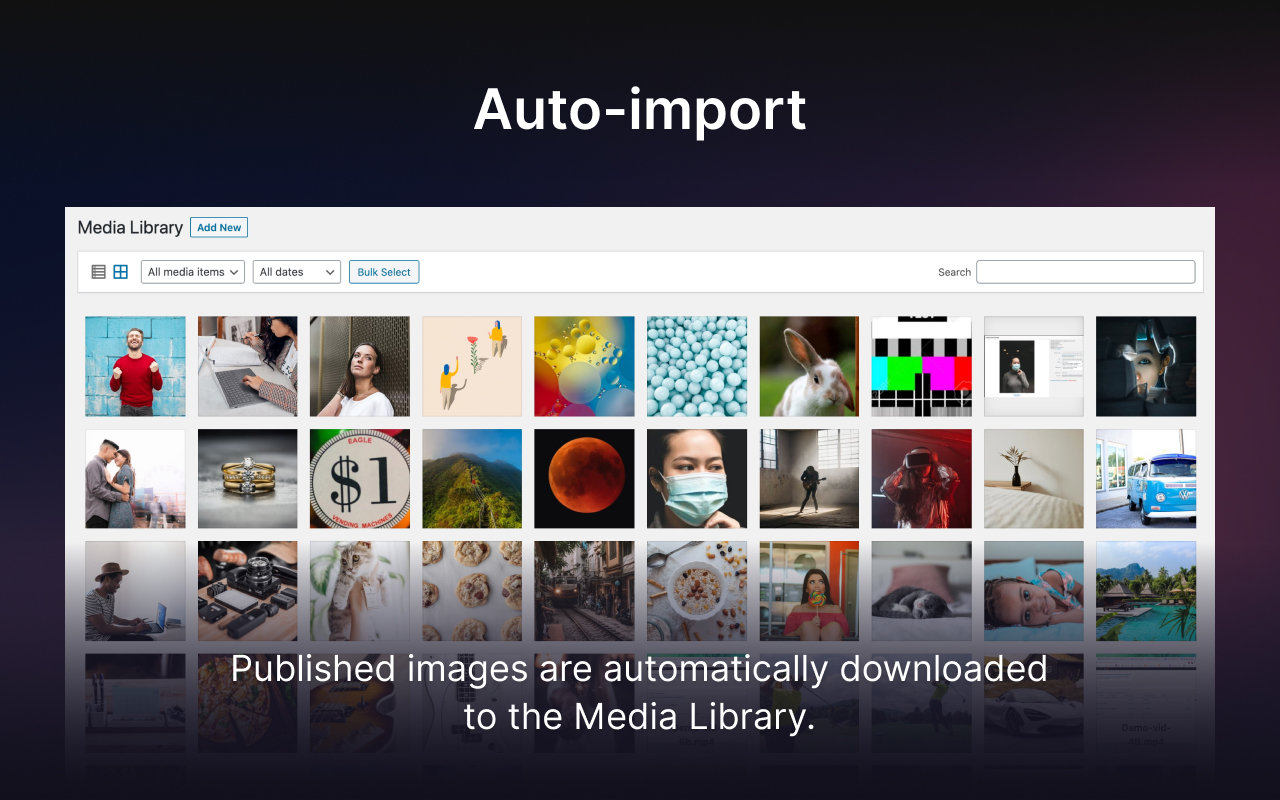 Auto-import
Media Library Add New
All media items All dates Bulk Select Search
EAGLE
$1
VENDING MACHINES
Published images are automatically downloaded
to the Media Library.